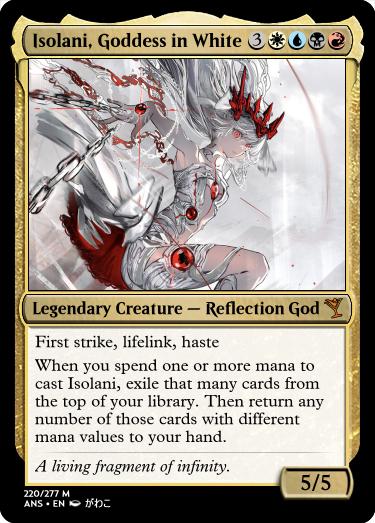 Isolani, Goddess in White 3
Legendary Creature — Reflection God
First strike, lifelink, haste
When you spend one or more mana to
cast Isolani, exile that many cards from
the top of your library. Then return any
number of those cards with different
mana values to your hand.
A living fragment of infinity.
5/5
220/277 M
ANS • EN がわこ